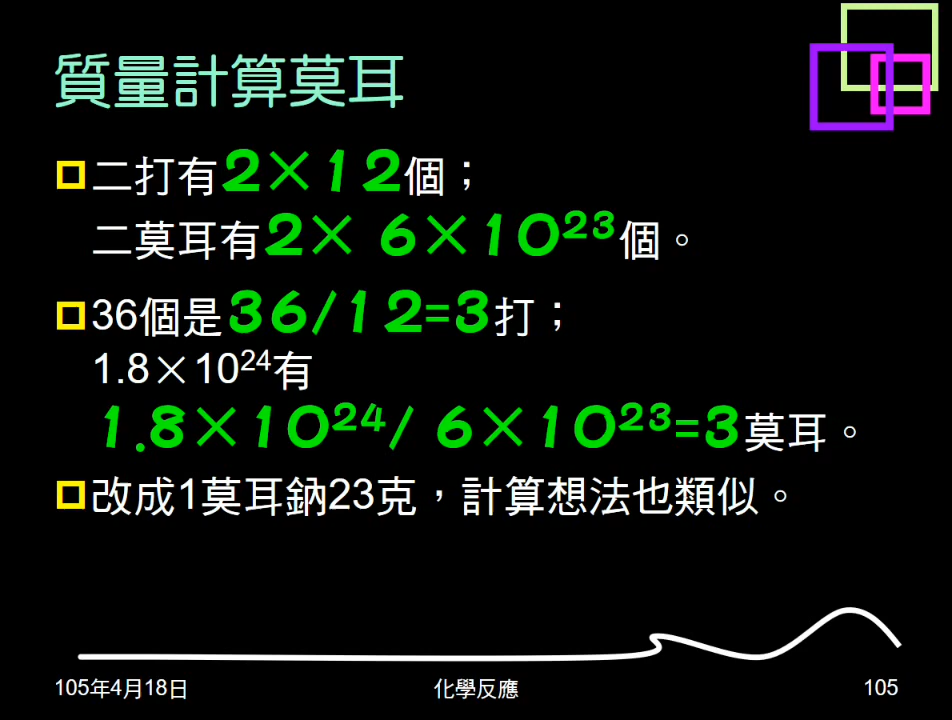 質量計算莫耳
二打有2×12個；
二莫耳有2× 6×10²³個。
36個是36/12=3打；
1.8×10²⁴有
1.8×10²⁴/ 6×10²³=3莫耳。
改成1莫耳鈉23克，計算想法也類似。
105年4月18日
化學反應
105